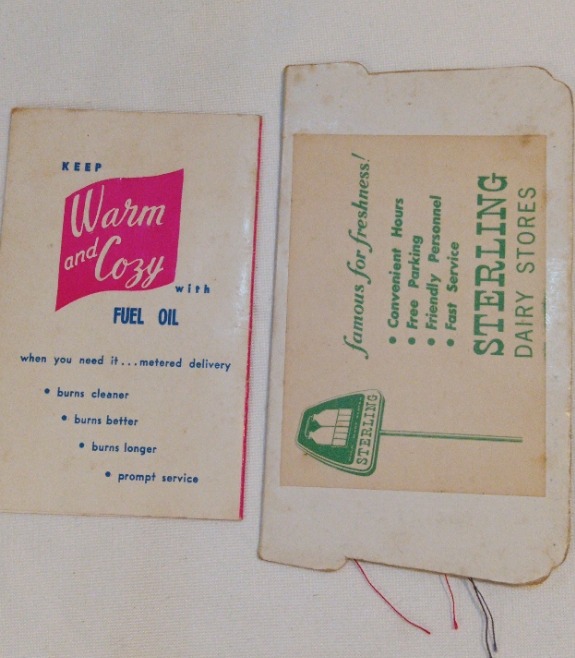 KEEP
Warm
and Cozy
with
FUEL OIL
when you need it...metered delivery
• burns cleaner
• burns better
• burns longer
• prompt service
famous for freshness!
• Convenient Hours
• Free Parking
• Friendly Personnel
• Fast Service
STERLING
DAIRY STORES
STERLING